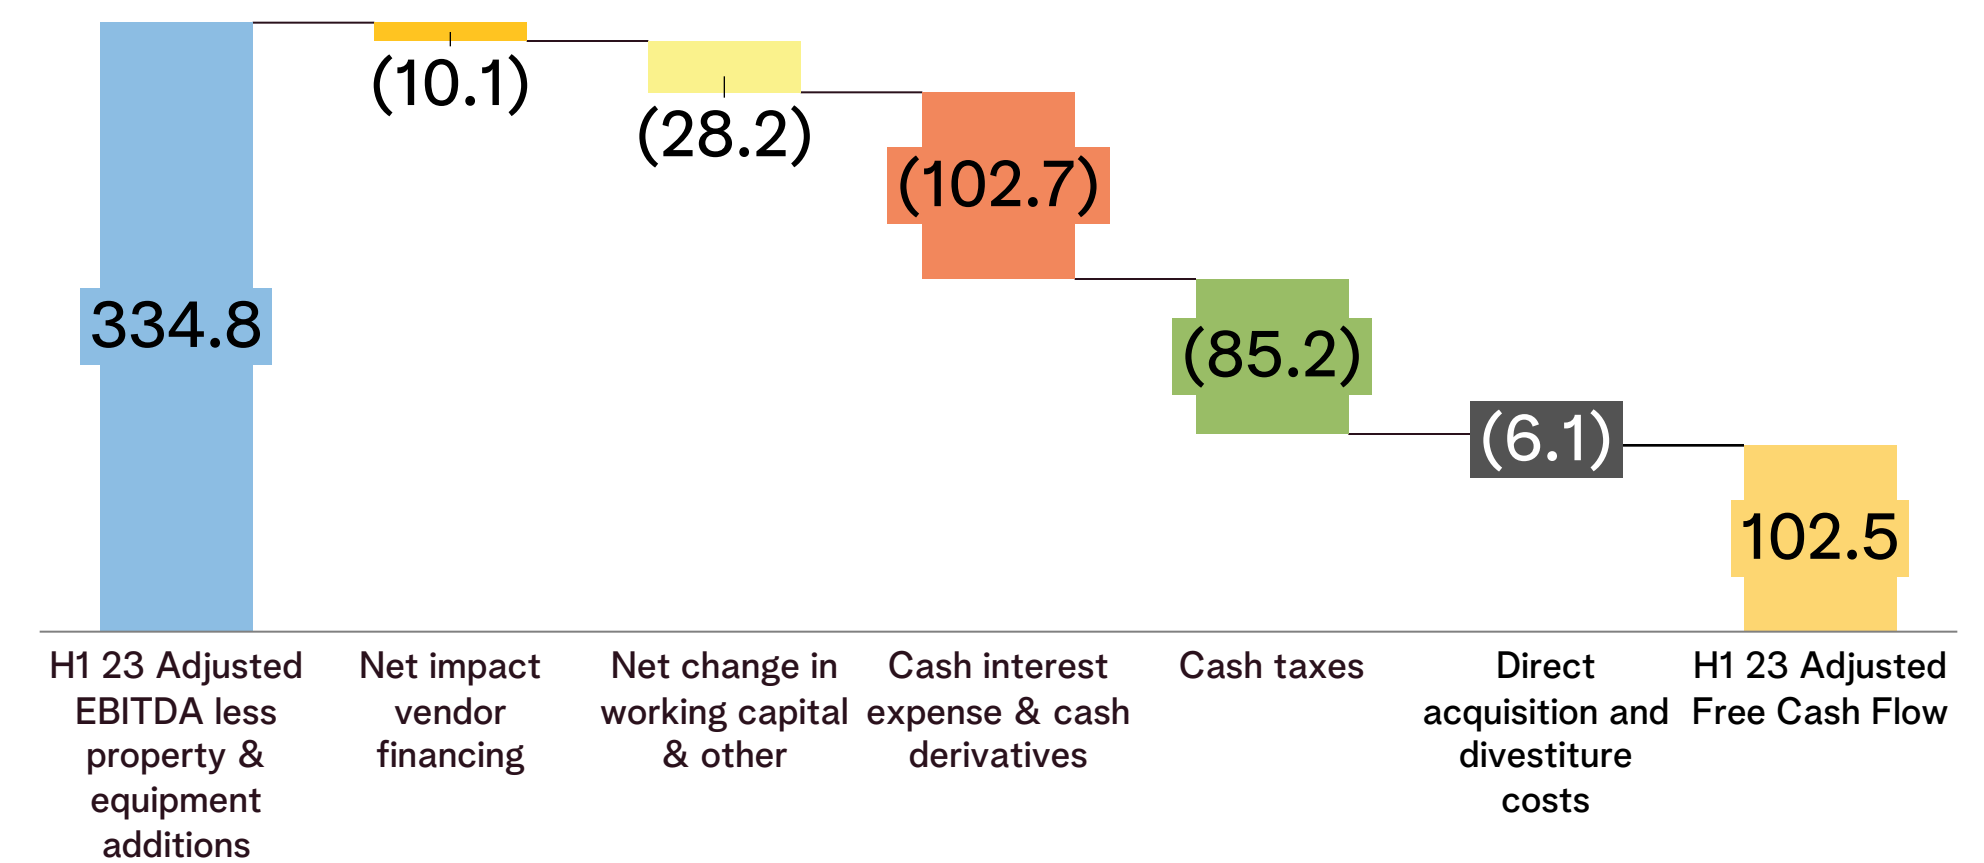 334.8
(10.1)
(28.2)
(102.7)
(85.2)
(6.1)
102.5
H1 23 Adjusted
EBITDA less
property &
equipment
additions
Net impact
vendor
financing
Net change in
working capital
& other
Cash interest
expense & cash
derivatives
Cash taxes
Direct
acquisition and
divestiture
costs
H1 23 Adjusted
Free Cash Flow